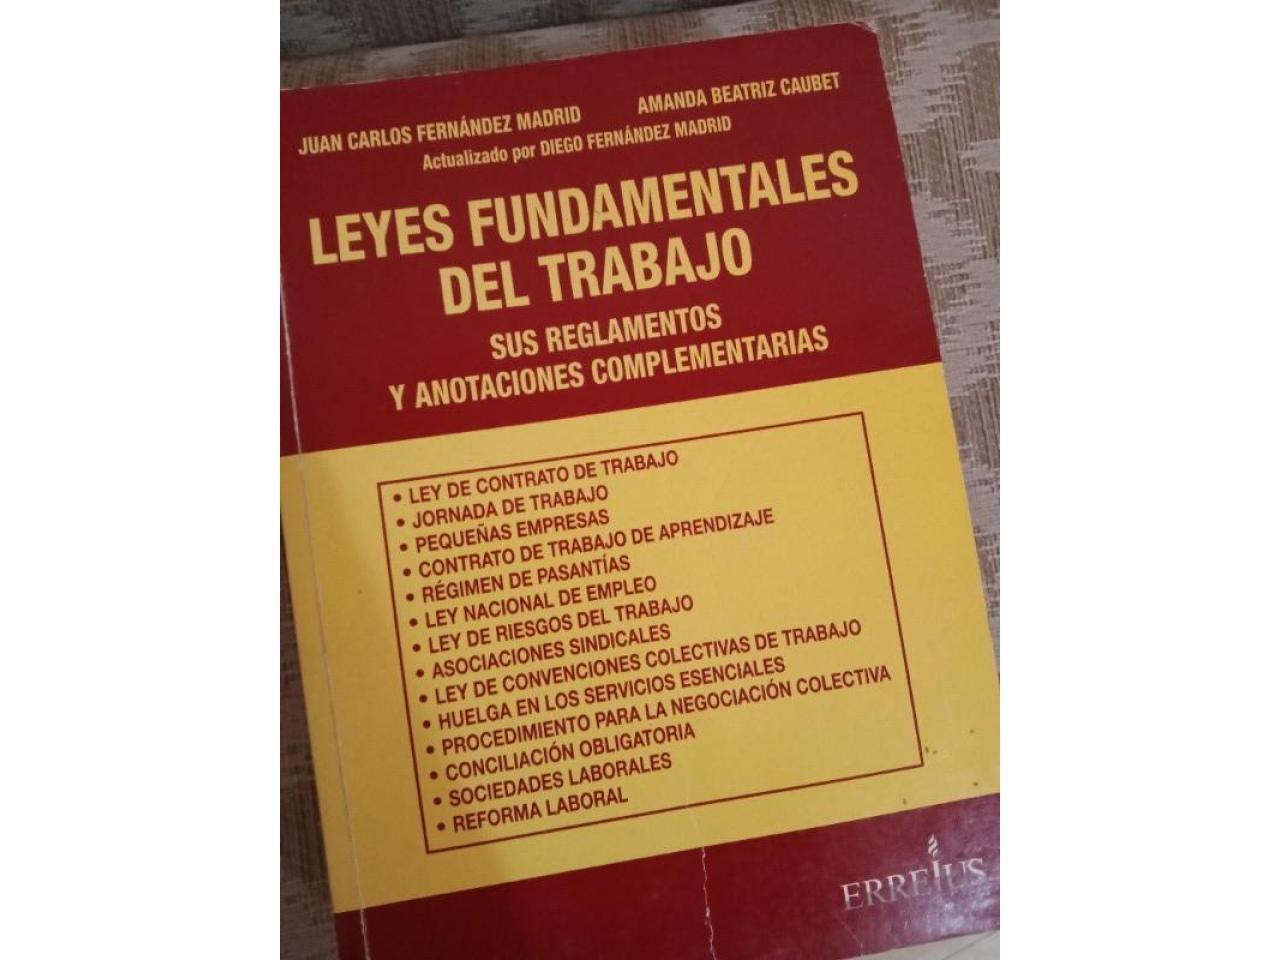 JUAN CARLOS FERNÁNDEZ MADRID AMANDA BEATRIZ CAUBET
Actualizado por DIEGO FERNÁNDEZ MADRID
LEYES FUNDAMENTALES
DEL TRABAJO
SUS REGLAMENTOS
Y ANOTACIONES COMPLEMENTARIAS
• LEY DE CONTRATO DE TRABAJO
• JORNADA DE TRABAJO
• PEQUEÑAS EMPRESAS
• CONTRATO DE TRABAJO DE APRENDIZAJE
• RÉGIMEN DE PASANTÍAS
• LEY NACIONAL DE EMPLEO
• LEY DE RIESGOS DEL TRABAJO
• ASOCIACIONES SINDICALES
• LEY DE CONVENCIONES COLECTIVAS DE TRABAJO
• HUELGA EN LOS SERVICIOS ESENCIALES
• PROCEDIMIENTO PARA LA NEGOCIACIÓN COLECTIVA
• CONCILIACIÓN OBLIGATORIA
• SOCIEDADES LABORALES
• REFORMA LABORAL
ERREIUS